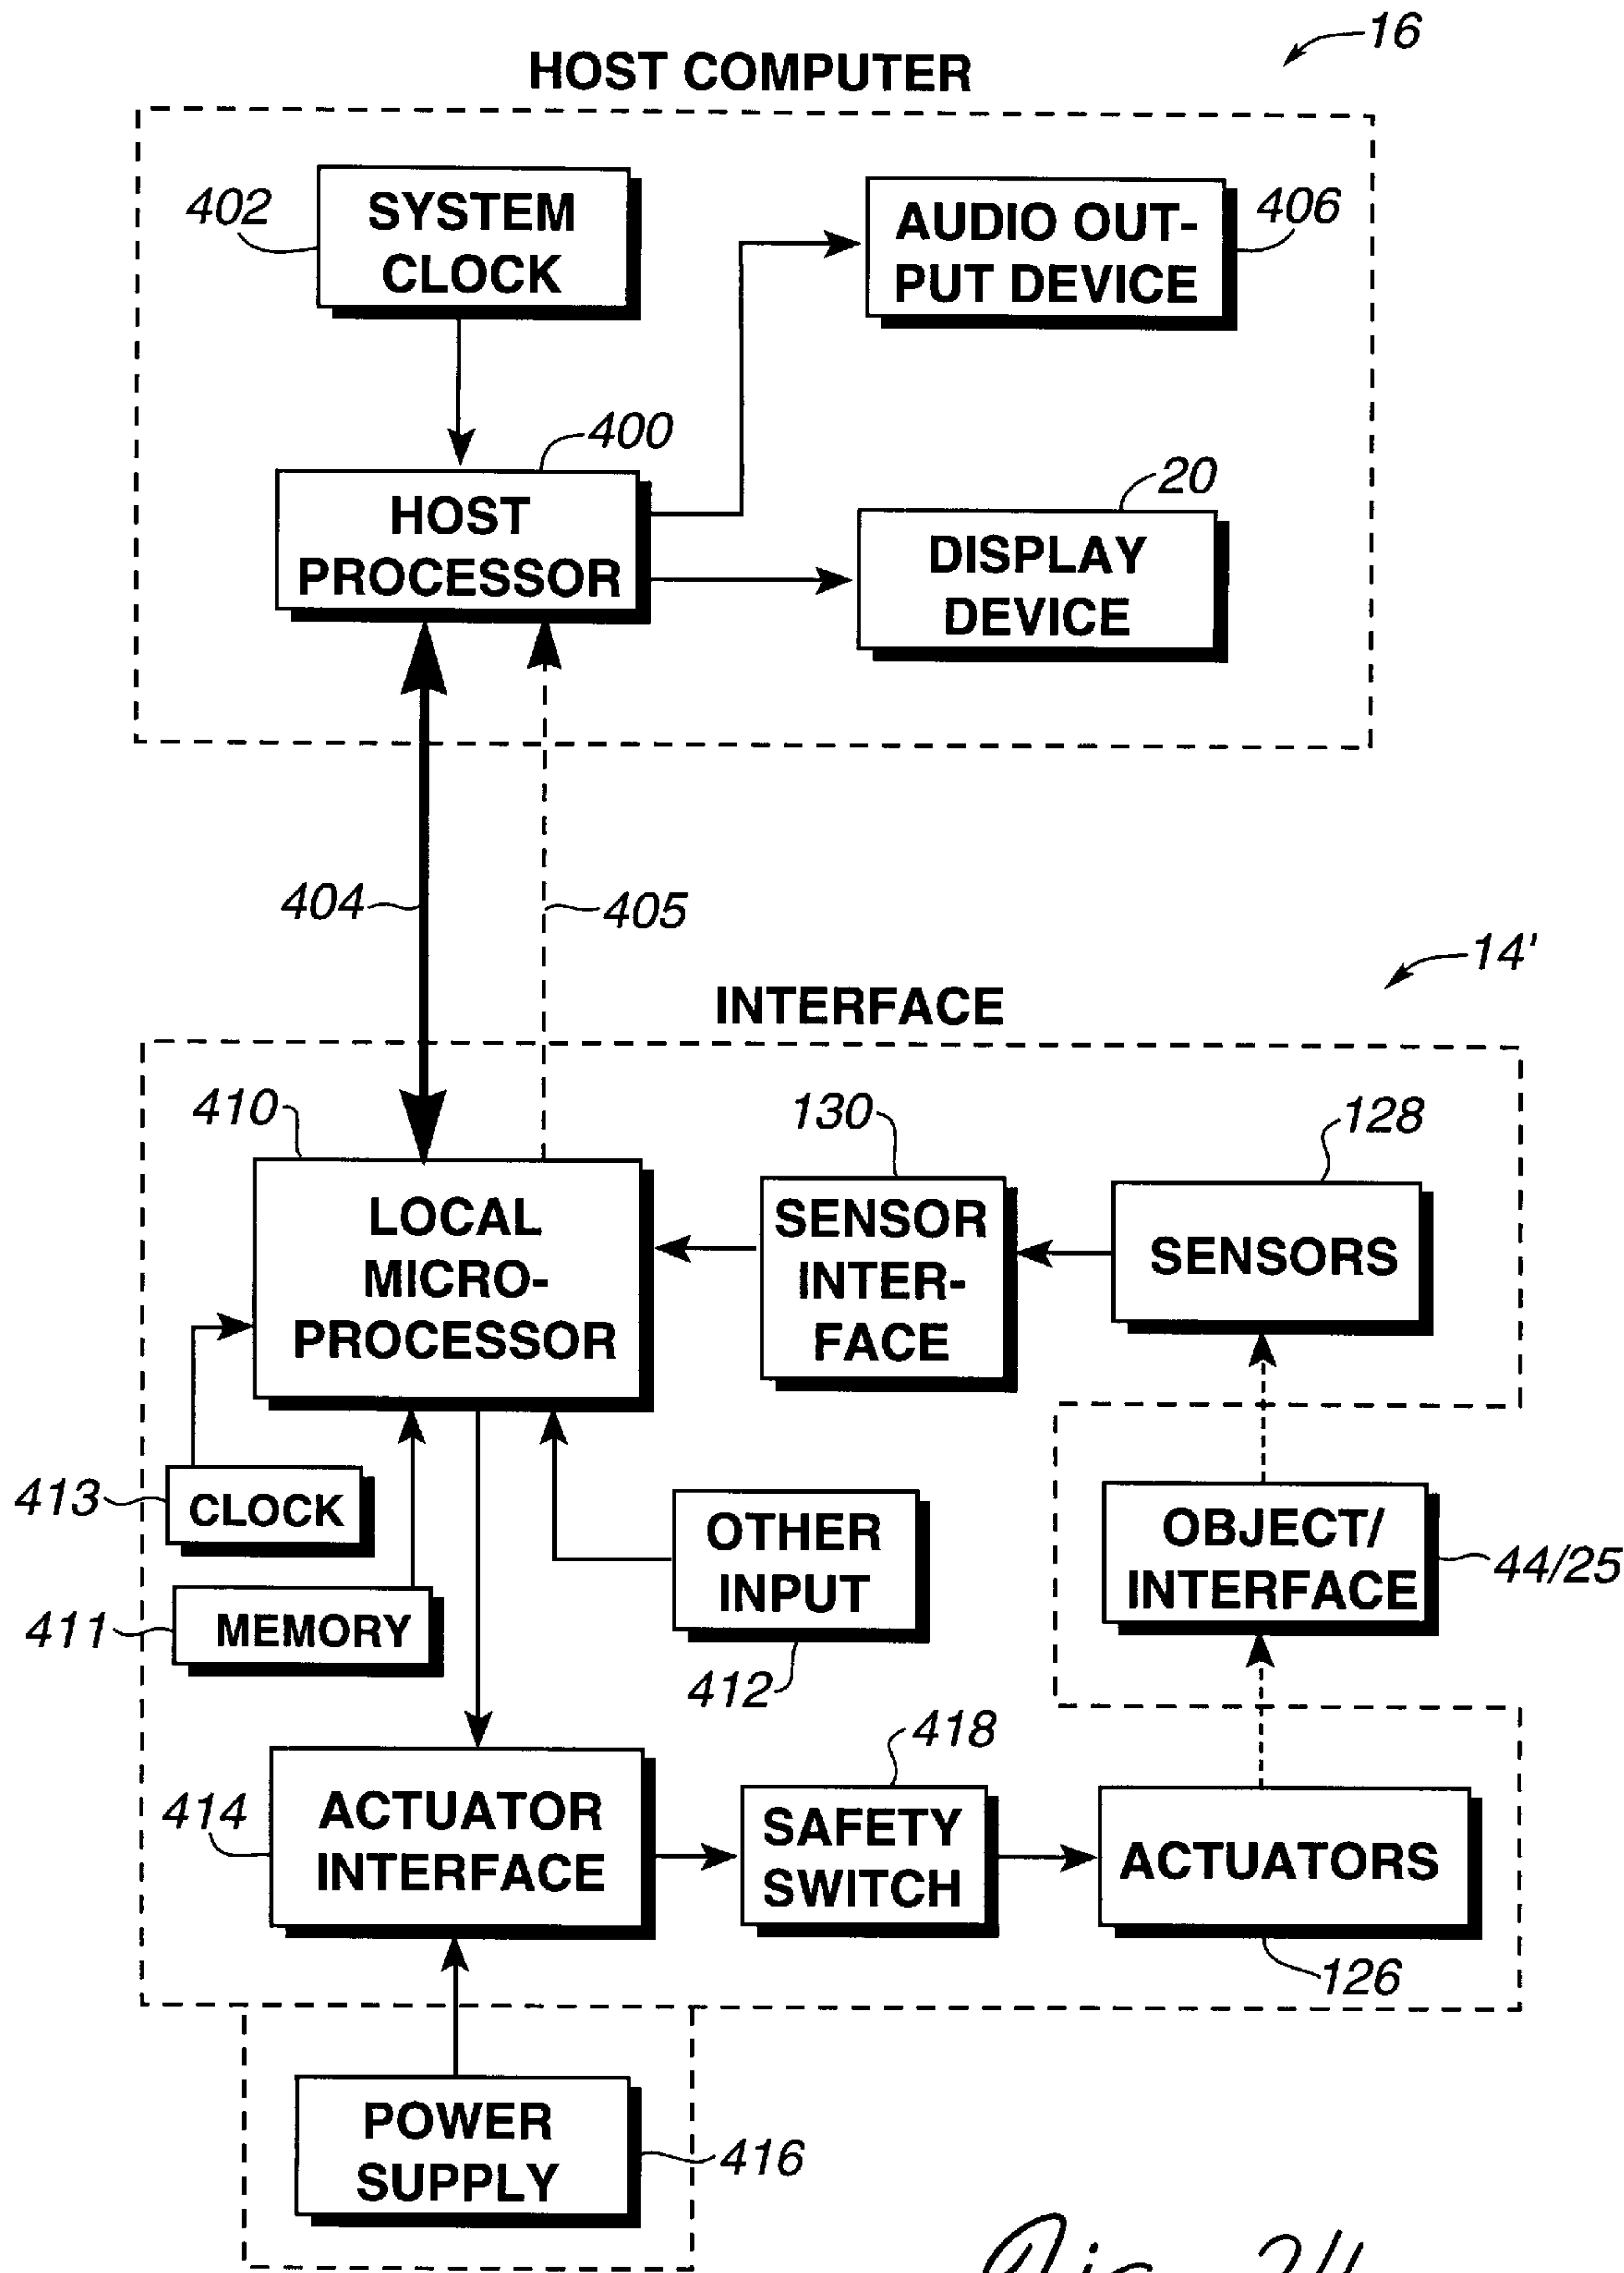 16
HOST COMPUTER
402
SYSTEM
CLOCK
AUDIO OUT-
PUT DEVICE
406
400
HOST
PROCESSOR
20
DISPLAY
DEVICE
404
405
14'
INTERFACE
410
LOCAL
MICRO-
PROCESSOR
130
SENSOR
INTER-
FACE
128
SENSORS
413
CLOCK
411
MEMORY
OTHER
INPUT
412
OBJECT/
INTERFACE
44/25
414
ACTUATOR
INTERFACE
418
SAFETY
SWITCH
ACTUATORS
126
POWER
SUPPLY
416